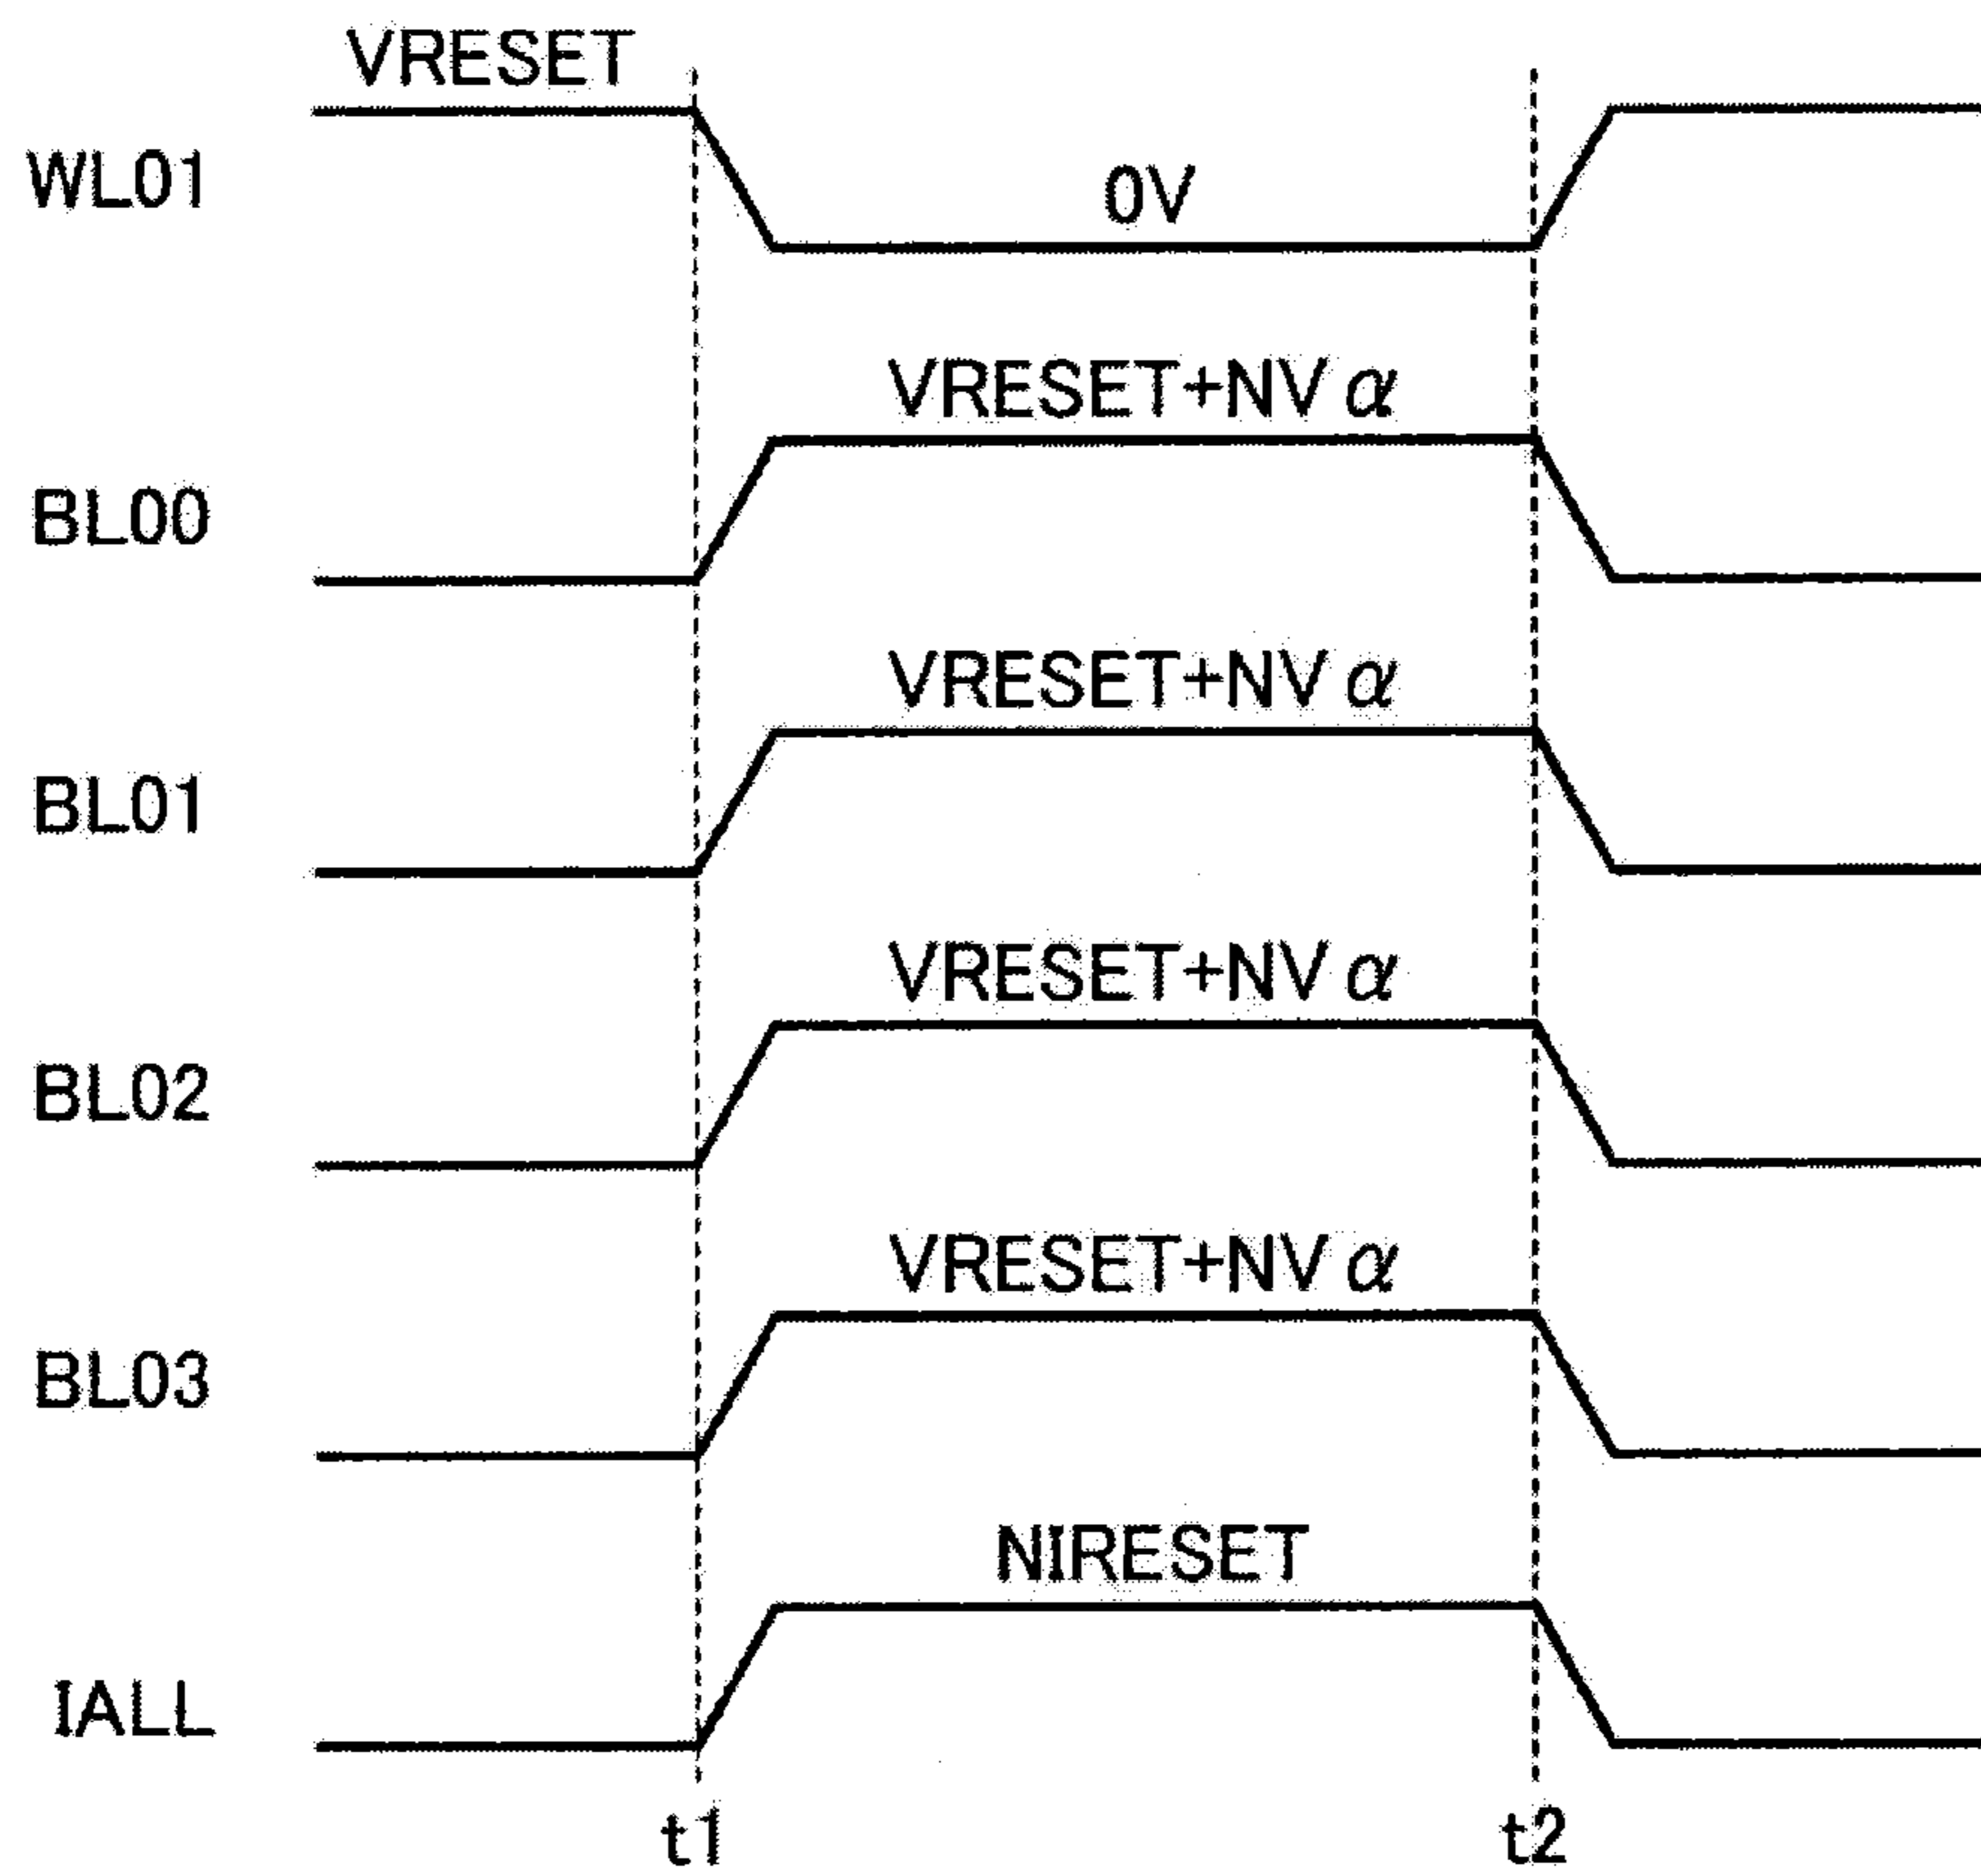 VRESET
WL01
0V
VRESET+NVα
BL00
VRESET+NVα
BL01
VRESET+NVα
BL02
VRESET+NVα
BL03
NIRESET
IALL
t1 t2